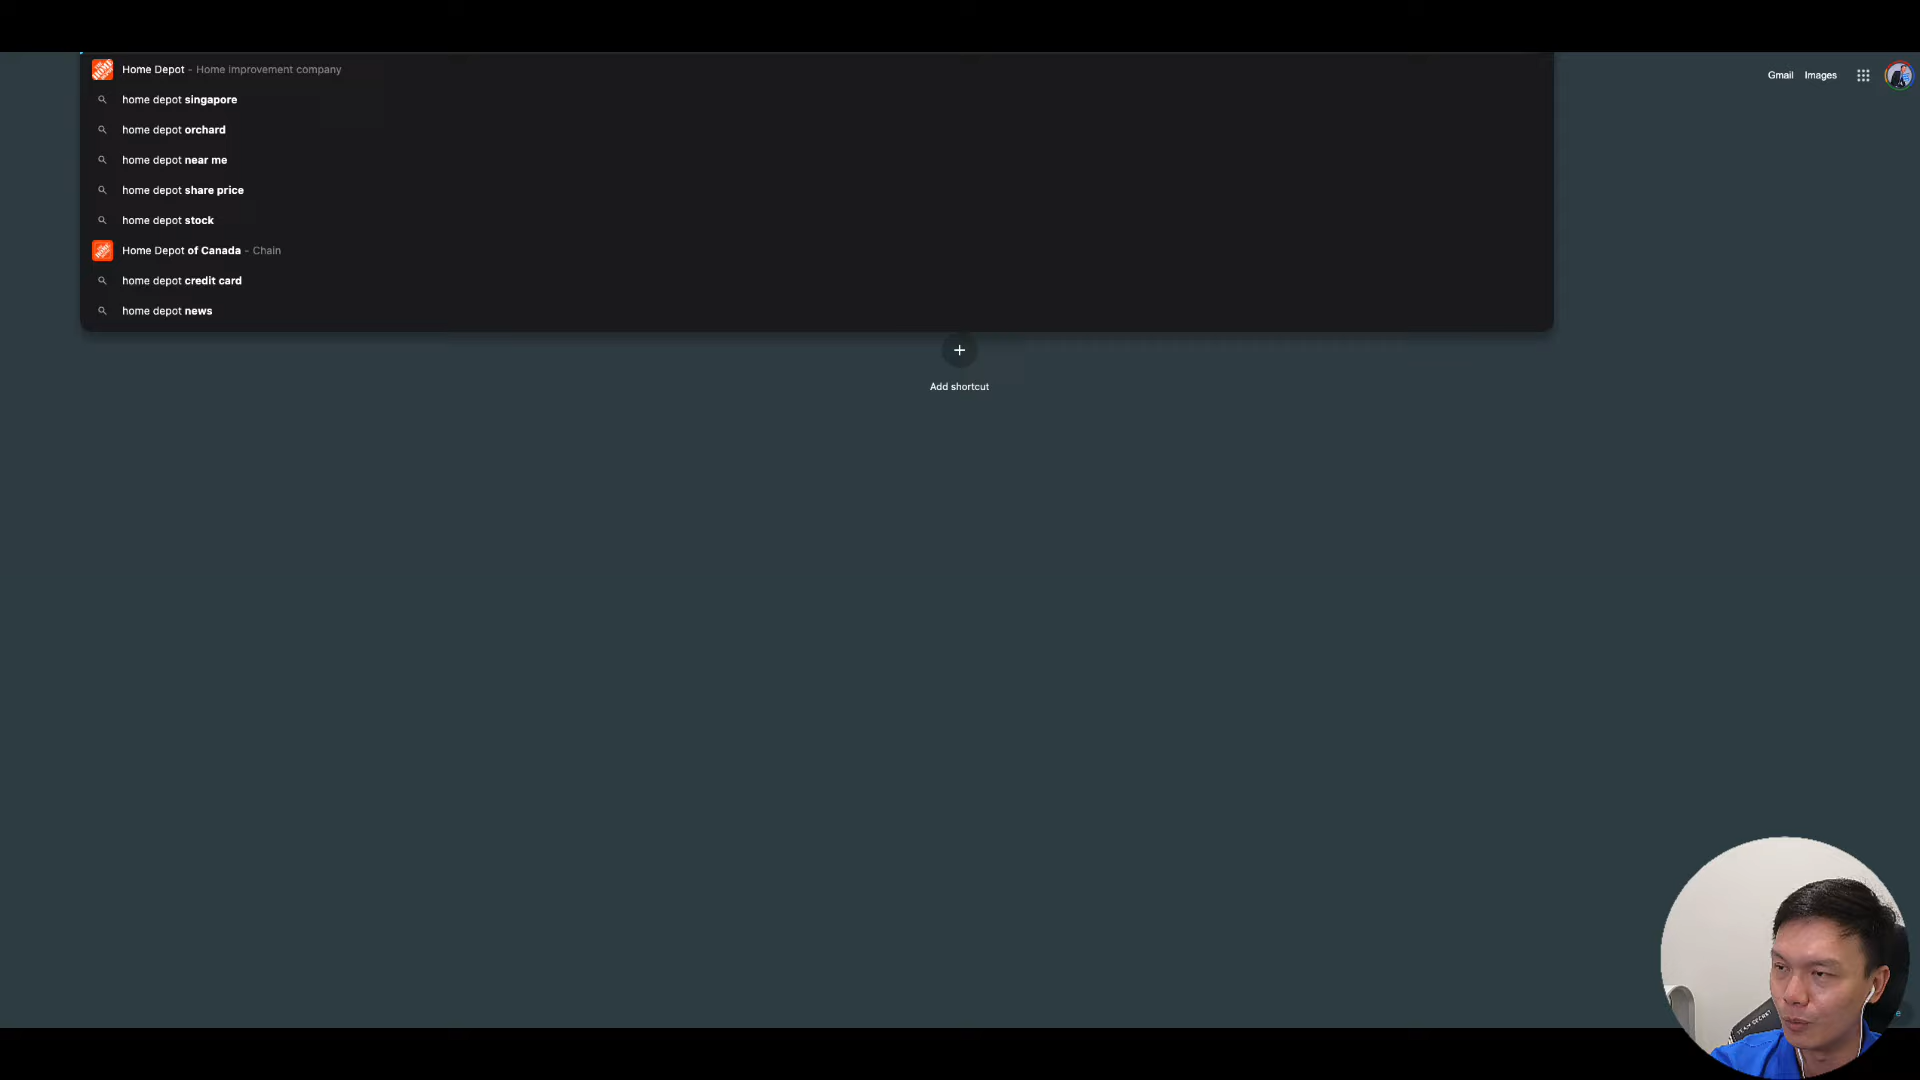 Home Depot - Home improvement company
home depot singapore
home depot orchard
home depot near me
home depot share price
home depot stock
Home Depot of Canada - Chain
home depot credit card
home depot news
Gmail Images
Add shortcut
TEAM SECRET